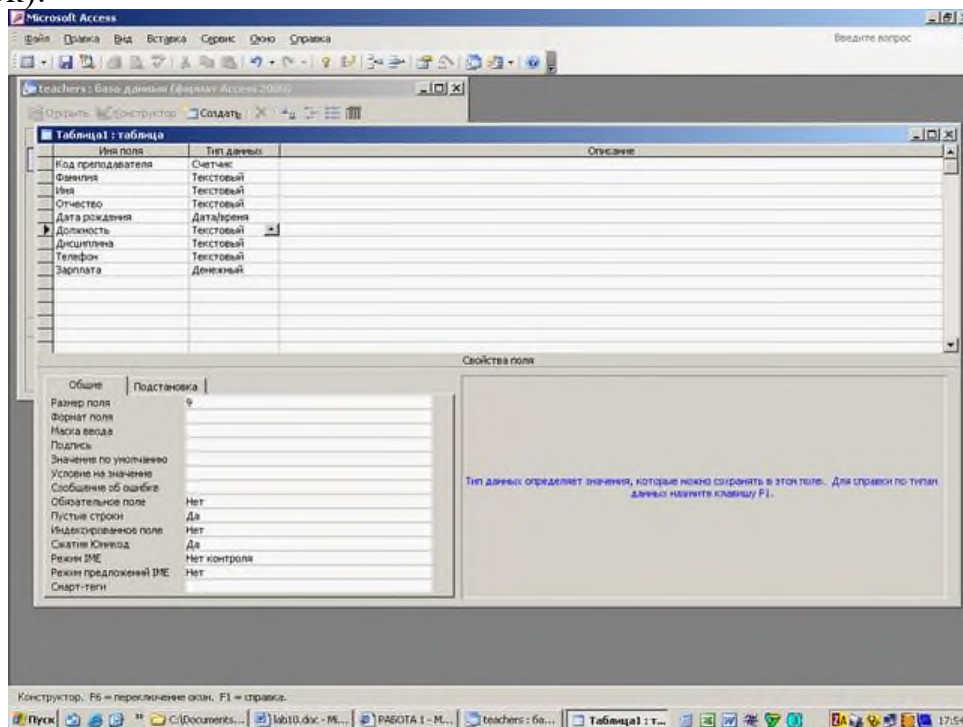 ок).
Microsoft Access
Файл Правка Вид Вставка Сервис Окно Справка Введите вопрос
teachers : база данных (формат Access 2000)
Открыть Конструктор Создать
Таблица1 : таблица
Имя поля Тип данных Описание
Код преподавателя Счетчик
Фамилия Текстовый
Имя Текстовый
Отчество Текстовый
Дата рождения Дата/время
Должность Текстовый
Дисциплина Текстовый
Телефон Текстовый
Зарплата Денежный
Свойства поля
Общие Подстановка
Размер поля 9
Формат поля
Маска ввода
Подпись
Значение по умолчанию
Условие на значение
Сообщение об ошибке
Обязательное поле Нет
Пустые строки Да
Индексированное поле Нет
Сжатие Юникод Да
Режим IME Нет контроля
Режим предложений IME Нет
Смарт-теги
Тип данных определяет значения, которые можно сохранять в этом поле. Для справки по типам
данных нажмите клавишу F1.
Конструктор. F6 = переключение окон. F1 = справка.
Пуск C:\Documents... lab10.doc - M... РАБОТА 1 - M... teachers : ба... Таблица1 : т... 17:54